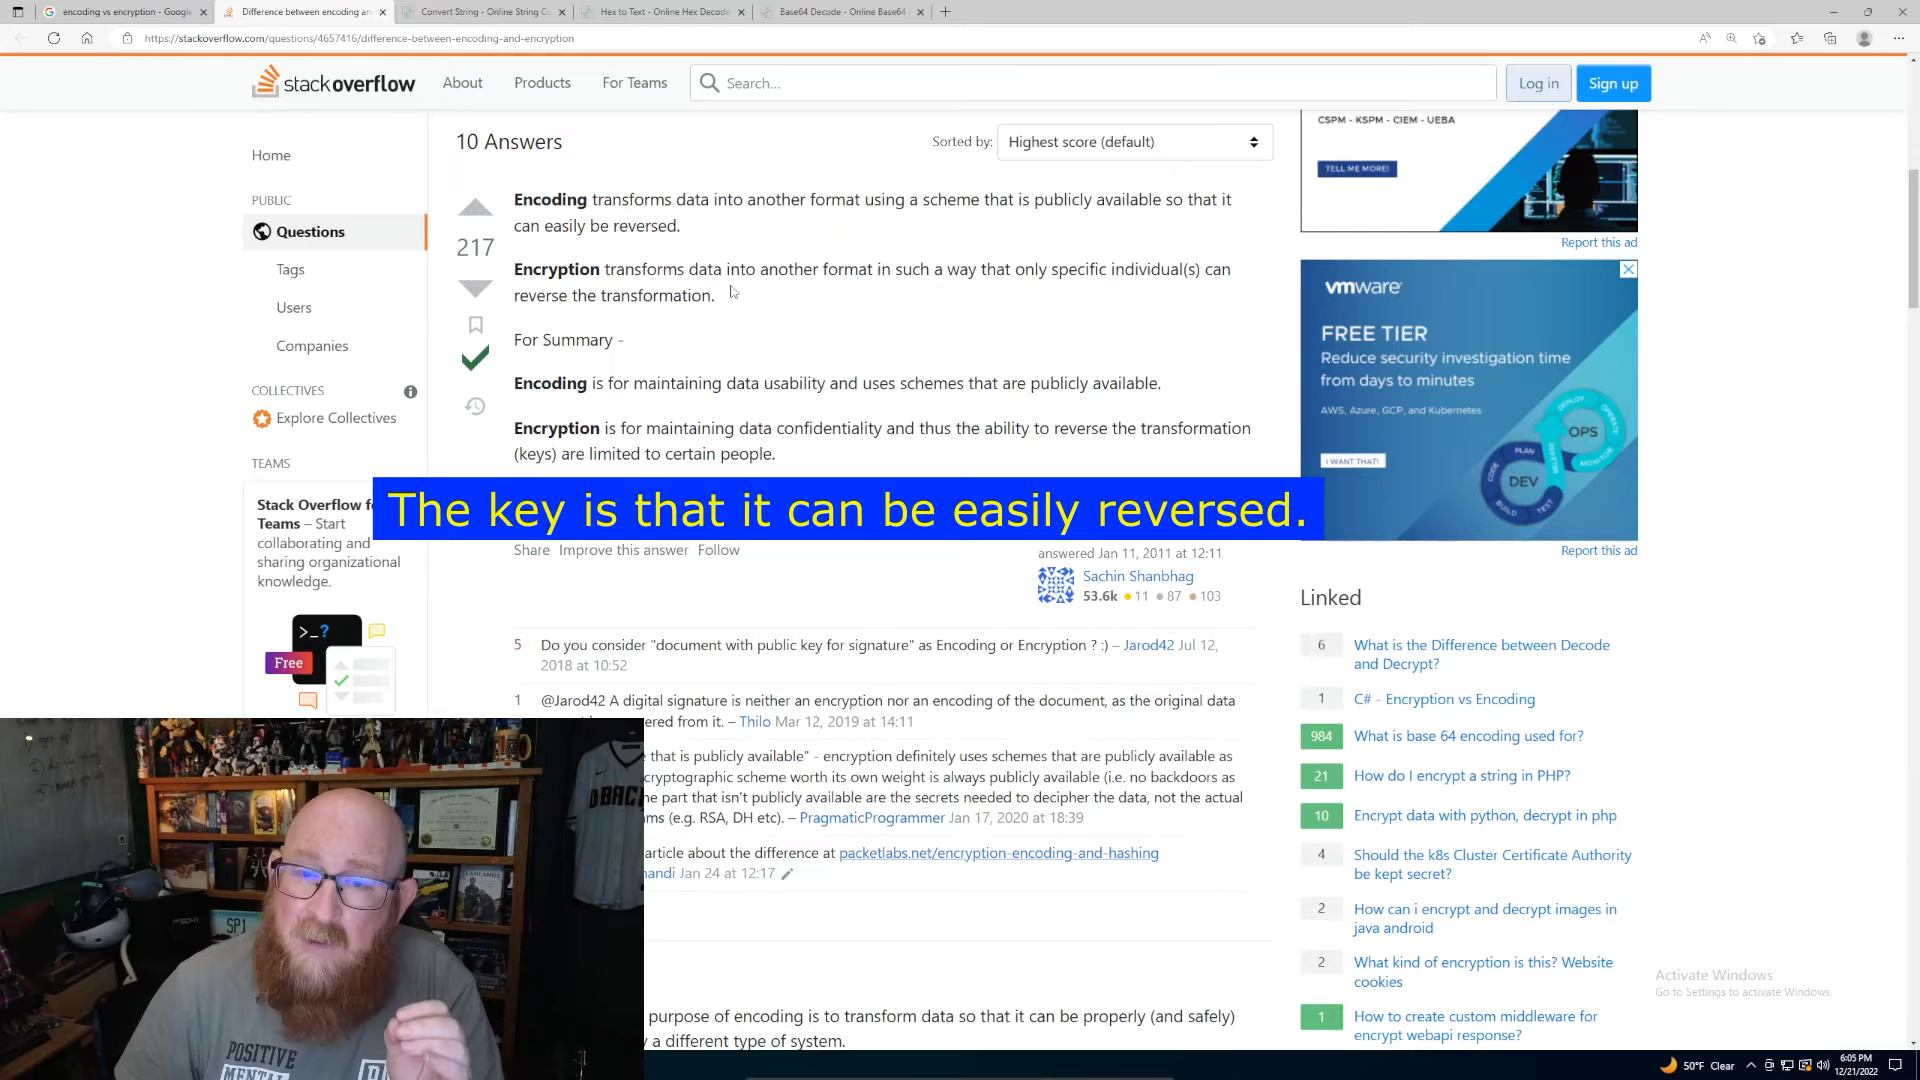 encoding vs encryption - Google
Difference between encoding an
Convert String - Online String Co
Hex to Text - Online Hex Decode
Base64 Decode - Online Base64
https://stackoverflow.com/questions/4657416/difference-between-encoding-and-encryption
stackoverflow
About
Products
For Teams
Search...
Log in
Sign up
Home
PUBLIC
Questions
Tags
Users
Companies
COLLECTIVES
Explore Collectives
TEAMS
Stack Overflow f
Teams – Start
collaborating and
sharing organizational
knowledge.
>_?
Free
10 Answers
Sorted by:
Highest score (default)
217
Encoding transforms data into another format using a scheme that is publicly available so that it
can easily be reversed.
Encryption transforms data into another format in such a way that only specific individual(s) can
reverse the transformation.
For Summary -
Encoding is for maintaining data usability and uses schemes that are publicly available.
Encryption is for maintaining data confidentiality and thus the ability to reverse the transformation
(keys) are limited to certain people.
The key is that it can be easily reversed.
Share Improve this answer Follow
answered Jan 11, 2011 at 12:11
Sachin Shanbhag
53.6k 11 87 103
5 Do you consider "document with public key for signature" as Encoding or Encryption ? :) – Jarod42 Jul 12,
2018 at 10:52
1 @Jarod42 A digital signature is neither an encryption nor an encoding of the document, as the original data
ered from it. – Thilo Mar 12, 2019 at 14:11
that is publicly available" - encryption definitely uses schemes that are publicly available as
cryptographic scheme worth its own weight is always publicly available (i.e. no backdoors as
e part that isn't publicly available are the secrets needed to decipher the data, not the actual
ms (e.g. RSA, DH etc). – PragmaticProgrammer Jan 17, 2020 at 18:39
article about the difference at packetlabs.net/encryption-encoding-and-hashing
nandi Jan 24 at 12:17
purpose of encoding is to transform data so that it can be properly (and safely)
y a different type of system.
CSPM - KSPM - CIEM - UEBA
TELL ME MORE!
Report this ad
vmware
FREE TIER
Reduce security investigation time
from days to minutes
AWS, Azure, GCP, and Kubernetes
I WANT THAT!
DEPLOY
OPERATE
OPS
MONITOR
RELEASE
PLAN
CODE
DEV
BUILD
TEST
Report this ad
Linked
6 What is the Difference between Decode
and Decrypt?
1 C# - Encryption vs Encoding
984 What is base 64 encoding used for?
21 How do I encrypt a string in PHP?
10 Encrypt data with python, decrypt in php
4 Should the k8s Cluster Certificate Authority
be kept secret?
2 How can i encrypt and decrypt images in
java android
2 What kind of encryption is this? Website
cookies
1 How to create custom middleware for
encrypt webapi response?
Activate Windows
Go to Settings to activate Windows.
SP1
POSITIVE
MENTAL
50°F Clear
6:05 PM
12/21/2022